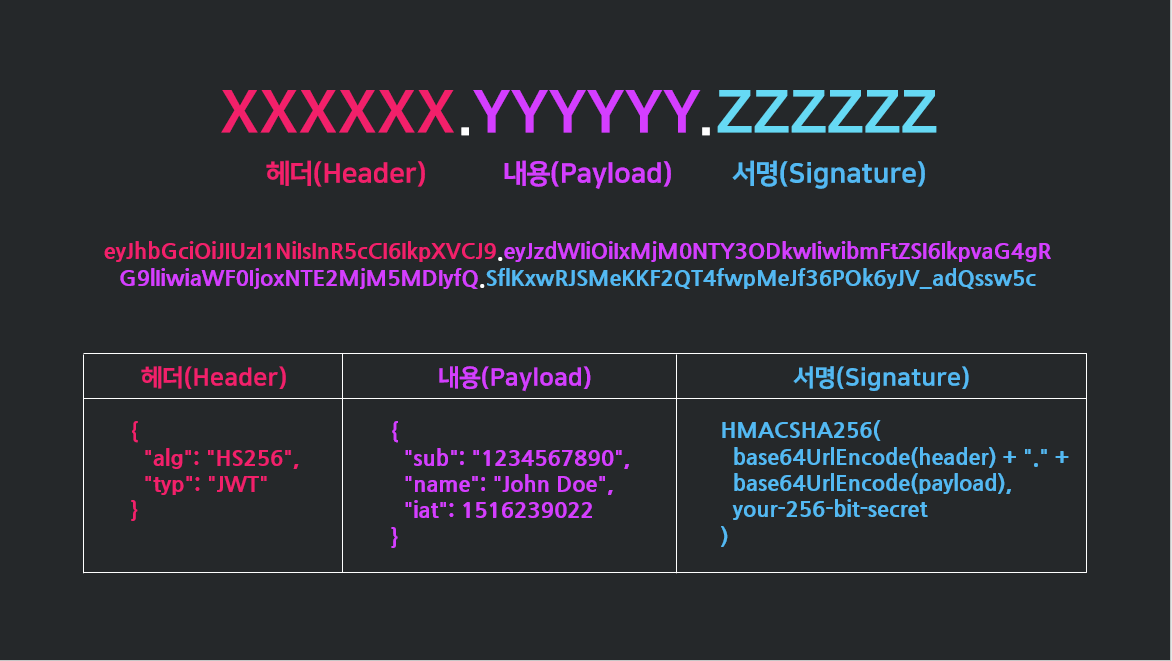 XXXXXX.YYYYYY.ZZZZZZ
헤더(Header) 내용(Payload) 서명(Signature)
eyJhbGciOiJIUzI1NiIsInR5cCI6IkpXVCJ9.eyJzdWIiOiIxMjM0NTY3ODkwIiwibmFtZSI6IkpvaG4gR
G9lIiwiaWF0IjoxNTE2MjM5MDIyfQ.SflKxwRJSMeKKF2QT4fwpMeJf36POk6yJV_adQssw5c
헤더(Header) 내용(Payload) 서명(Signature)
{
"alg": "HS256",
"typ": "JWT"
}
{
"sub": "1234567890",
"name": "John Doe",
"iat": 1516239022
}
HMACSHA256(
base64UrlEncode(header) + "." +
base64UrlEncode(payload),
your-256-bit-secret
)